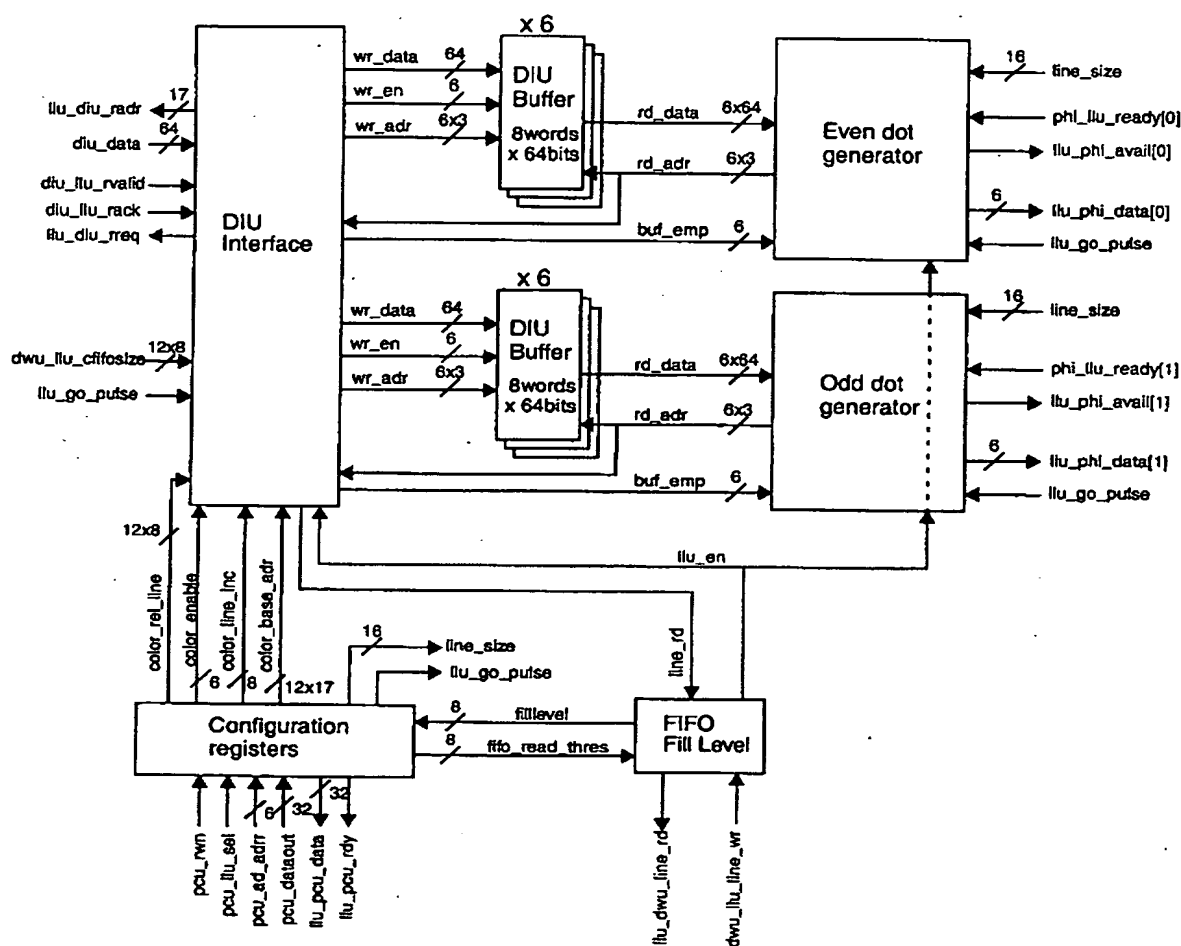 x 6
wr_data 64
wr_en 6
wr_adr 6x3
DIU
Buffer
8words
x 64bits
rd_data 6x64
rd_adr 6x3
buf_emp 6
Even dot
generator
16 line_size
phi_llu_ready[0]
llu_phi_avail[0]
6 llu_phi_data[0]
llu_go_pulse
llu_diu_radr 17
diu_data 64
diu_llu_rvalid
diu_llu_rack
llu_diu_rreq
DIU
Interface
dwu_llu_cfifosize 12x8
llu_go_pulse
x 6
wr_data 64
wr_en 6
wr_adr 6x3
DIU
Buffer
8words
x 64bits
rd_data 6x64
rd_adr 6x3
buf_emp 6
Odd dot
generator
16 line_size
phi_llu_ready[1]
llu_phi_avail[1]
6 llu_phi_data[1]
llu_go_pulse
llu_en
12x8
color_rel_line
color_enable
color_line_inc
color_base_adr
6
8
12x17
16 line_size
llu_go_pulse
line_rd
Configuration
registers
8 filllevel
8 fifo_read_thres
FIFO
Fill Level
6
32
32
pcu_rwn
pcu_llu_sel
pcu_ad_adrr
pcu_dataout
llu_pcu_data
llu_pcu_rdy
llu_dwu_line_rd
dwu_llu_line_wr